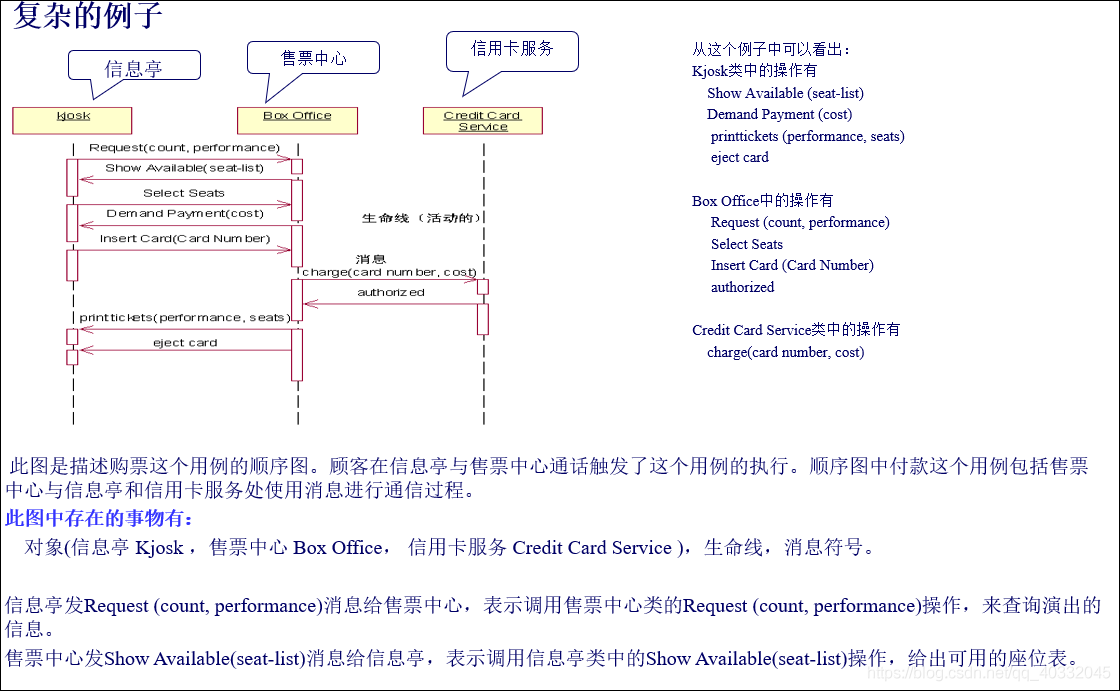 复杂的例子
信息亭
售票中心
信用卡服务
kjosk
Box Office
Credit Card
Service
Request(count, performance)
Show Available(seat-list)
Select Seats
Demand Payment(cost)
生命线（活动的）
Insert Card(Card Number)
消息
charge(card number, cost)
authorized
printtickets(performance, seats)
eject card
从这个例子中可以看出：
Kjosk类中的操作有
Show Available (seat-list)
Demand Payment (cost)
printtickets (performance, seats)
eject card
Box Office中的操作有
Request (count, performance)
Select Seats
Insert Card (Card Number)
authorized
Credit Card Service类中的操作有
charge(card number, cost)
此图是描述购票这个用例的顺序图。顾客在信息亭与售票中心通话触发了这个用例的执行。顺序图中付款这个用例包括售票
中心与信息亭和信用卡服务处使用消息进行通信过程。
此图中存在的事物有：
对象(信息亭 Kjosk ，售票中心 Box Office， 信用卡服务 Credit Card Service )，生命线，消息符号。
信息亭发Request (count, performance)消息给售票中心，表示调用售票中心类的Request (count, performance)操作，来查询演出的
信息。
售票中心发Show Available(seat-list)消息给信息亭，表示调用信息亭类中的Show Available(seat-list)操作，给出可用的座位表。
https://blog.csdn.net/qq_40332045